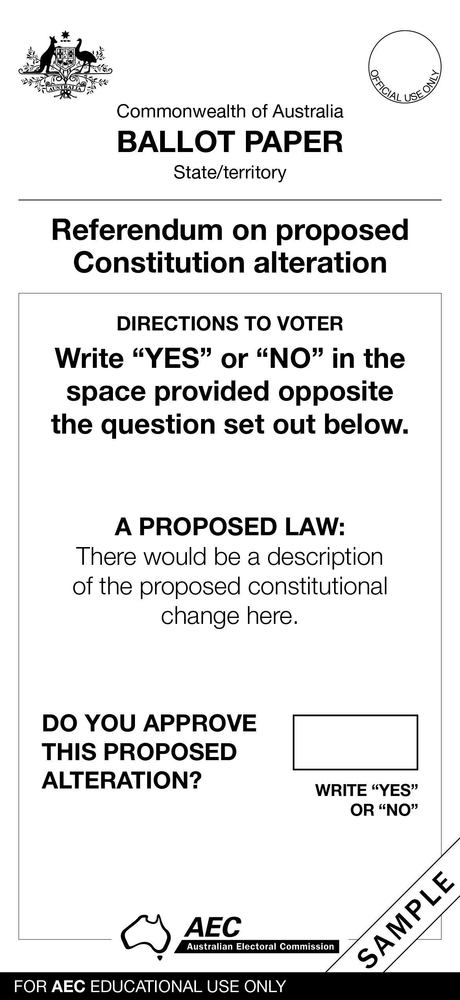 AUSTRALIA
OFFICIAL USE ONLY
Commonwealth of Australia
BALLOT PAPER
State/territory
Referendum on proposed
Constitution alteration
DIRECTIONS TO VOTER
Write “YES” or “NO” in the
space provided opposite
the question set out below.
A PROPOSED LAW:
There would be a description
of the proposed constitutional
change here.
DO YOU APPROVE
THIS PROPOSED
ALTERATION?
WRITE “YES”
OR “NO”
SAMPLE
AEC
Australian Electoral Commission
FOR AEC EDUCATIONAL USE ONLY